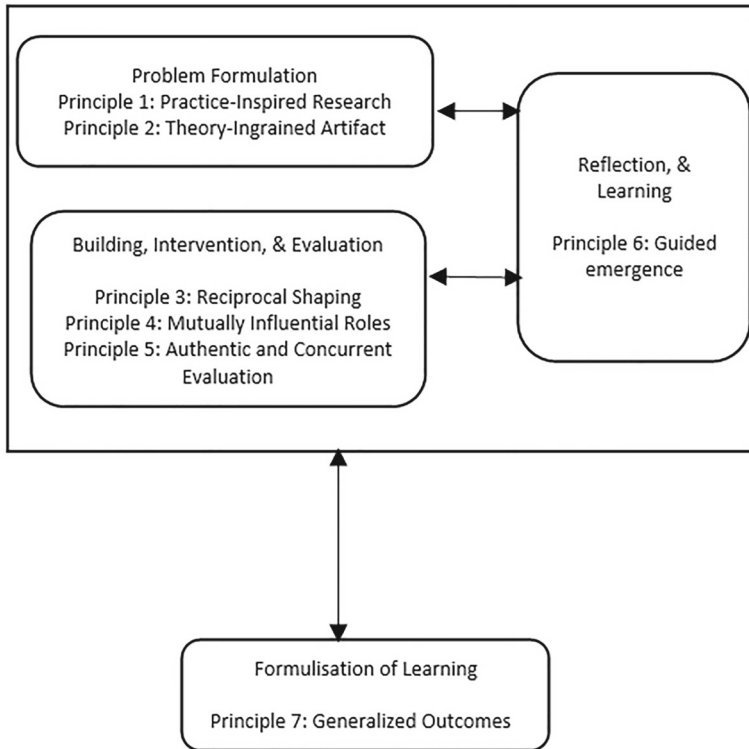 Problem Formulation
Principle 1: Practice-Inspired Research
Principle 2: Theory-Ingrained Artifact
Reflection, &
Learning
Principle 6: Guided
emergence
Building, Intervention, & Evaluation
Principle 3: Reciprocal Shaping
Principle 4: Mutually Influential Roles
Principle 5: Authentic and Concurrent
Evaluation
Formulisation of Learning
Principle 7: Generalized Outcomes